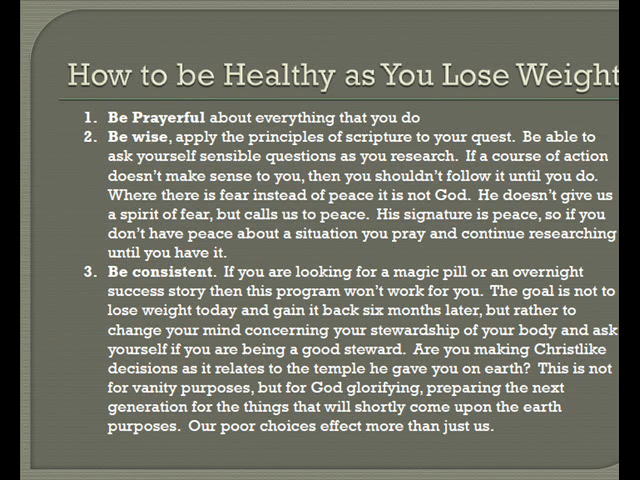 How to be Healthy as You Lose Weight
1. Be Prayerful about everything that you do
2. Be wise, apply the principles of scripture to your quest. Be able to
ask yourself sensible questions as you research. If a course of action
doesn't make sense to you, then you shouldn't follow it until you do.
Where there is fear instead of peace it is not God. He doesn't give us
a spirit of fear, but calls us to peace. His signature is peace, so if you
don't have peace about a situation you pray and continue researching
until you have it.
3. Be consistent. If you are looking for a magic pill or an overnight
success story then this program won't work for you. The goal is not to
lose weight today and gain it back six months later, but rather to
change your mind concerning your stewardship of your body and ask
yourself if you are being a good steward. Are you making Christlike
decisions as it relates to the temple he gave you on earth? This is not
for vanity purposes, but for God glorifying, preparing the next
generation for the things that will shortly come upon the earth
purposes. Our poor choices effect more than just us.